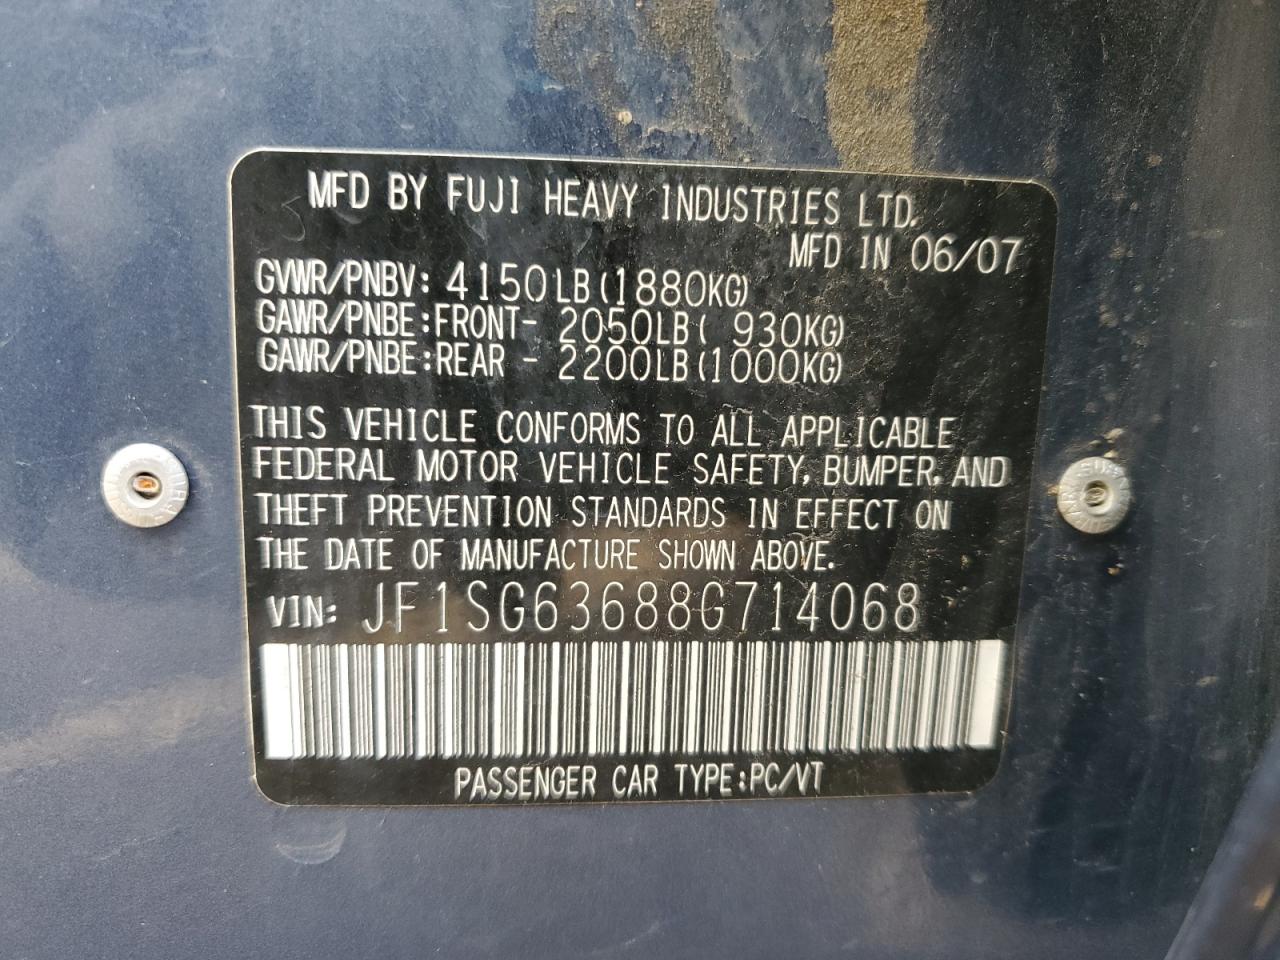 MFD BY FUJI HEAVY INDUSTRIES LTD.
MFD IN 06/07
GVWR/PNBV: 4150LB(1880KG)
GAWR/PNBE:FRONT- 2050LB( 930KG)
GAWR/PNBE:REAR - 2200LB(1000KG)
THIS VEHICLE CONFORMS TO ALL APPLICABLE
FEDERAL MOTOR VEHICLE SAFETY, BUMPER, AND
THEFT PREVENTION STANDARDS IN EFFECT ON
THE DATE OF MANUFACTURE SHOWN ABOVE.
VIN: JF1SG63688G714068
PASSENGER CAR TYPE:PC/VT